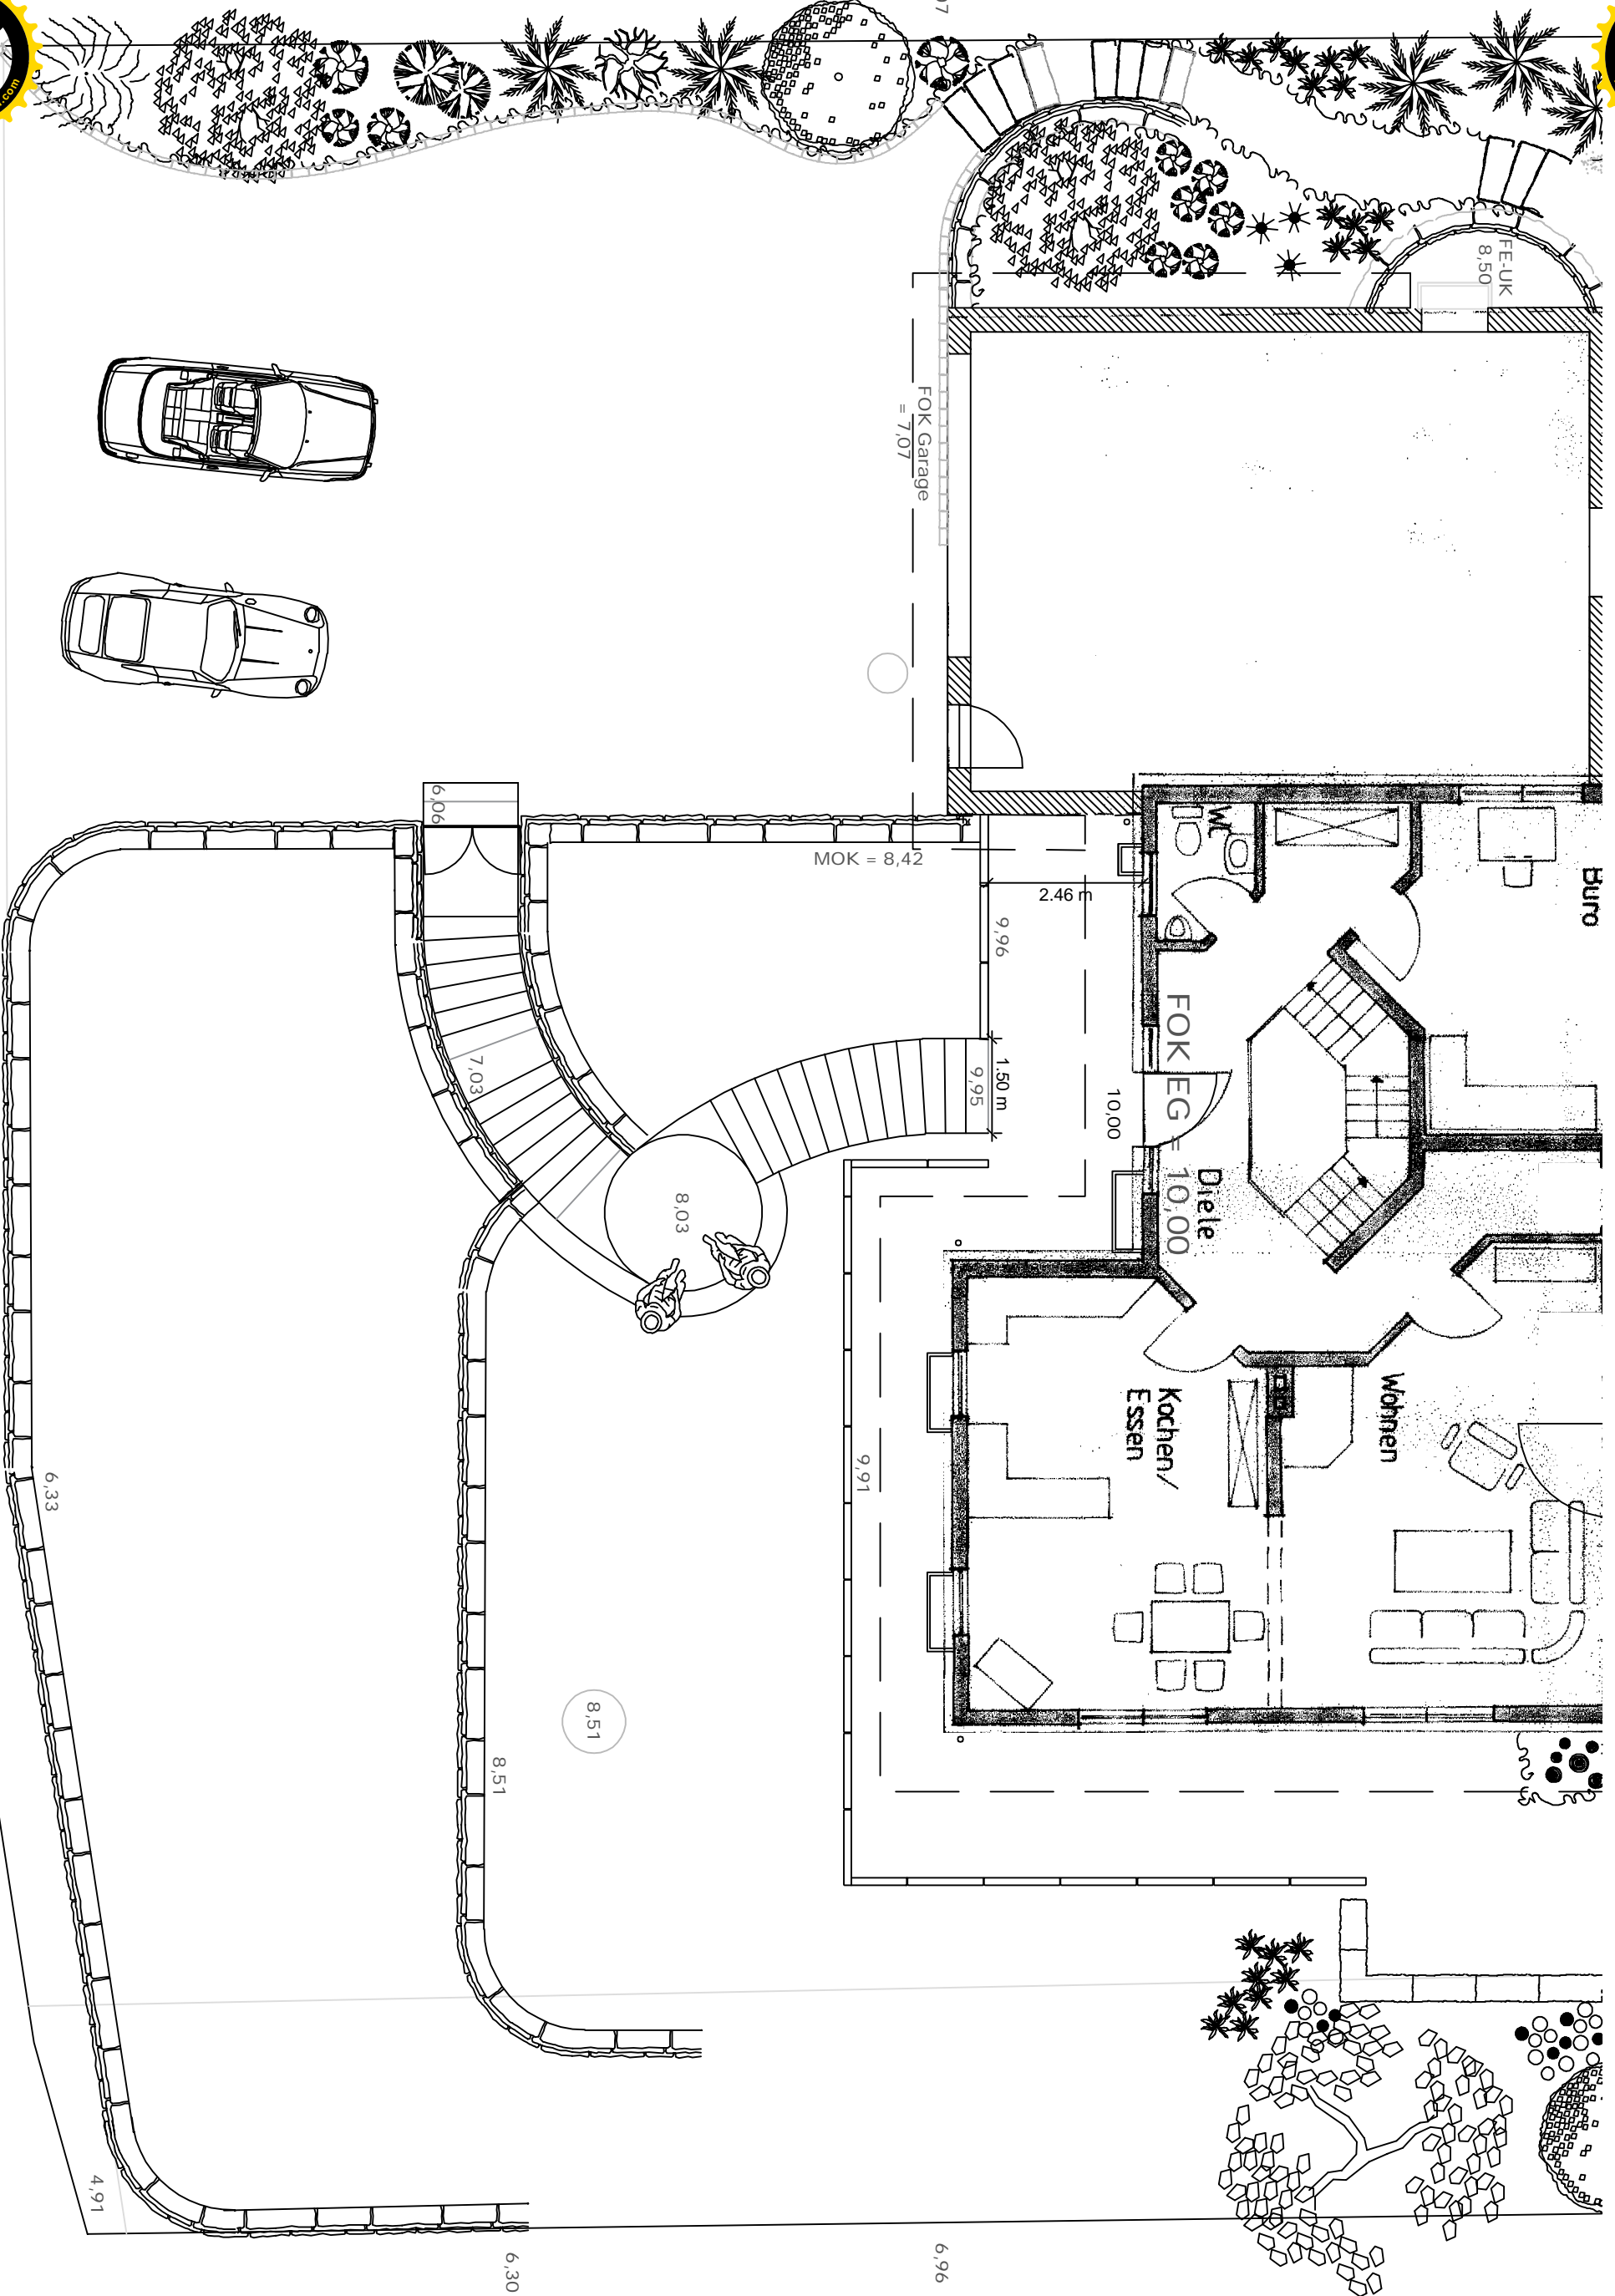 FE-UK
8,50
FOK Garage
= 7,07
6,06
MOK = 8,42
2.46 m
9,96
Büro
WC
FOK EG = 10,00
7,03
1.50 m
9,95
10,00
Diele
8,03
Kochen/
Essen
Wohnen
9,91
6,33
8,51
8,51
4,91
6,30
6,96